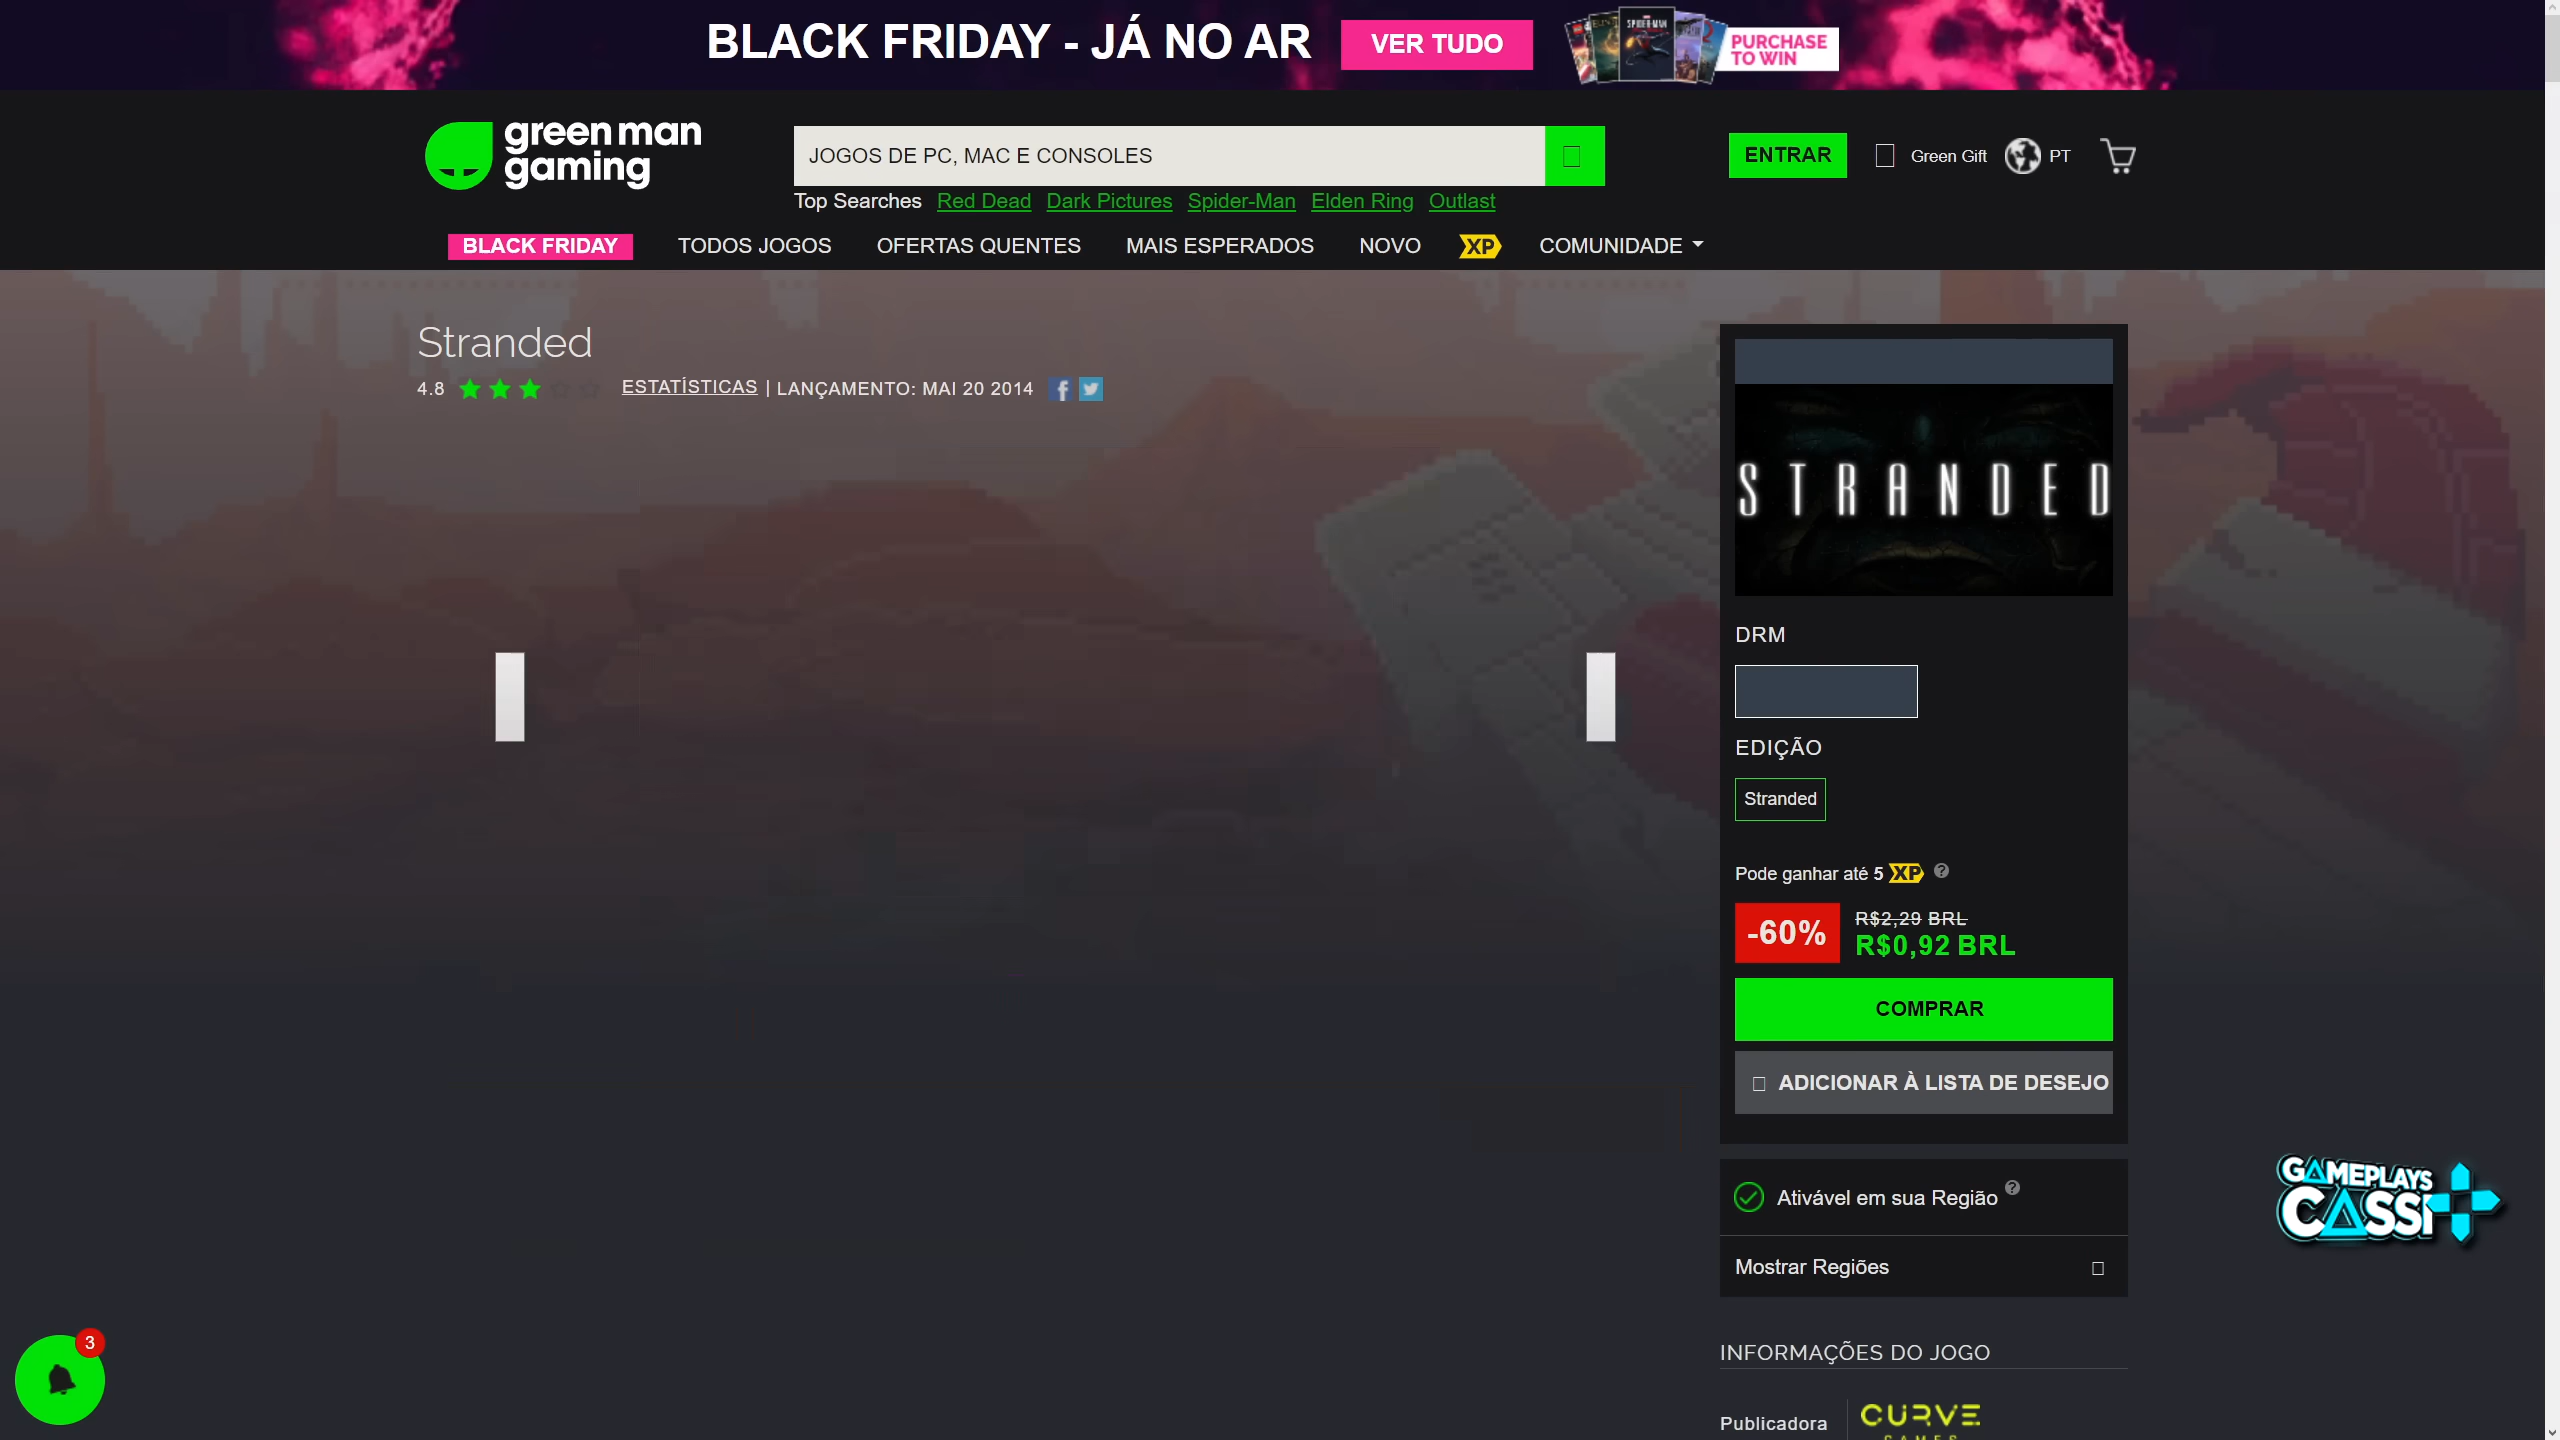 BLACK FRIDAY - JÁ NO AR
VER TUDO
SPIDER-MAN
PURCHASE
TO WIN
green man
gaming
JOGOS DE PC, MAC E CONSOLES
ENTRAR
Green Gift
PT
Top Searches Red Dead Dark Pictures Spider-Man Elden Ring Outlast
BLACK FRIDAY TODOS JOGOS OFERTAS QUENTES MAIS ESPERADOS NOVO XP COMUNIDADE
Stranded
4.8 ESTATÍSTICAS | LANÇAMENTO: MAI 20 2014
STRANDED
DRM
EDIÇÃO
Stranded
Pode ganhar até 5 XP ?
-60%
R$2,29 BRL
R$0,92 BRL
COMPRAR
ADICIONAR À LISTA DE DESEJO
Ativável em sua Região ?
Mostrar Regiões
GAMEPLAYS
CASSI
INFORMAÇÕES DO JOGO
3
Publicadora
CURVE
GAMES